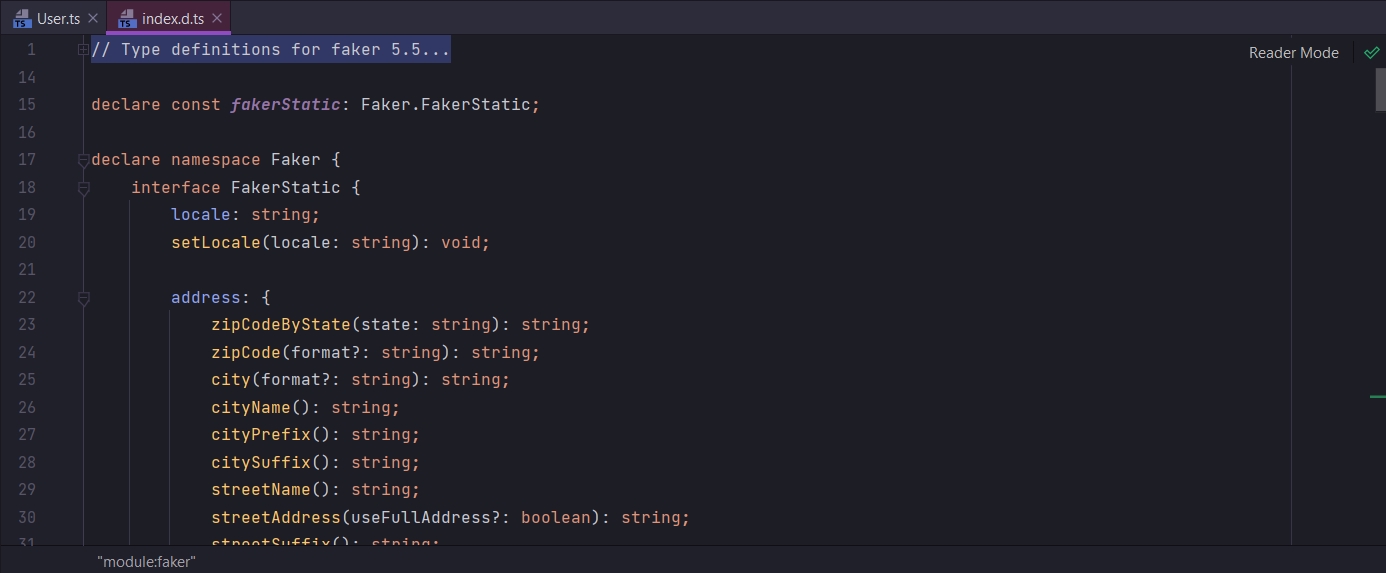 User.ts
index.d.ts
1 // Type definitions for faker 5.5...
Reader Mode
14
15 declare const fakerStatic: Faker.FakerStatic;
16
17 declare namespace Faker {
18 interface FakerStatic {
19 locale: string;
20 setLocale(locale: string): void;
21
22 address: {
23 zipCodeByState(state: string): string;
24 zipCode(format?: string): string;
25 city(format?: string): string;
26 cityName(): string;
27 cityPrefix(): string;
28 citySuffix(): string;
29 streetName(): string;
30 streetAddress(useFullAddress?: boolean): string;
31 streetSuffix(): string;
"module:faker"